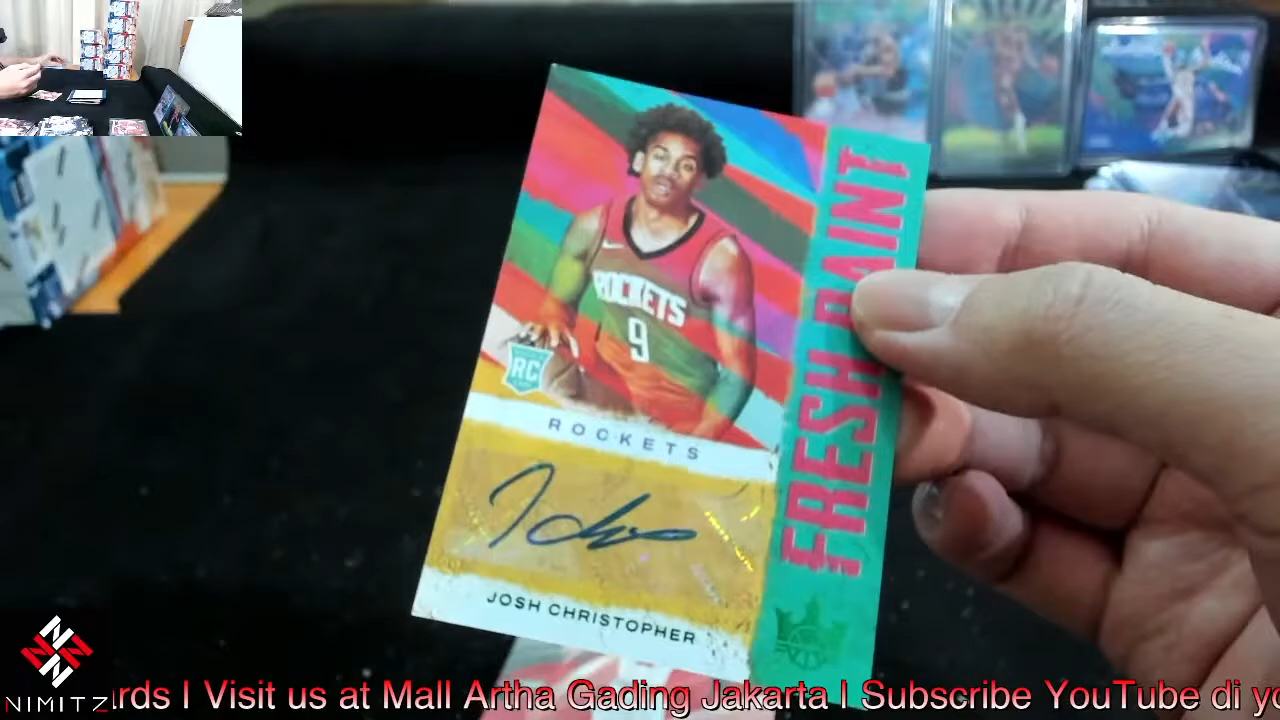 FRESH PAINT
ROCKETS
9
RC
ROCKETS
JOSH CHRISTOPHER
NIMITZ
rds I Visit us at Mall Artha Gading Jakarta I Subscribe YouTube di